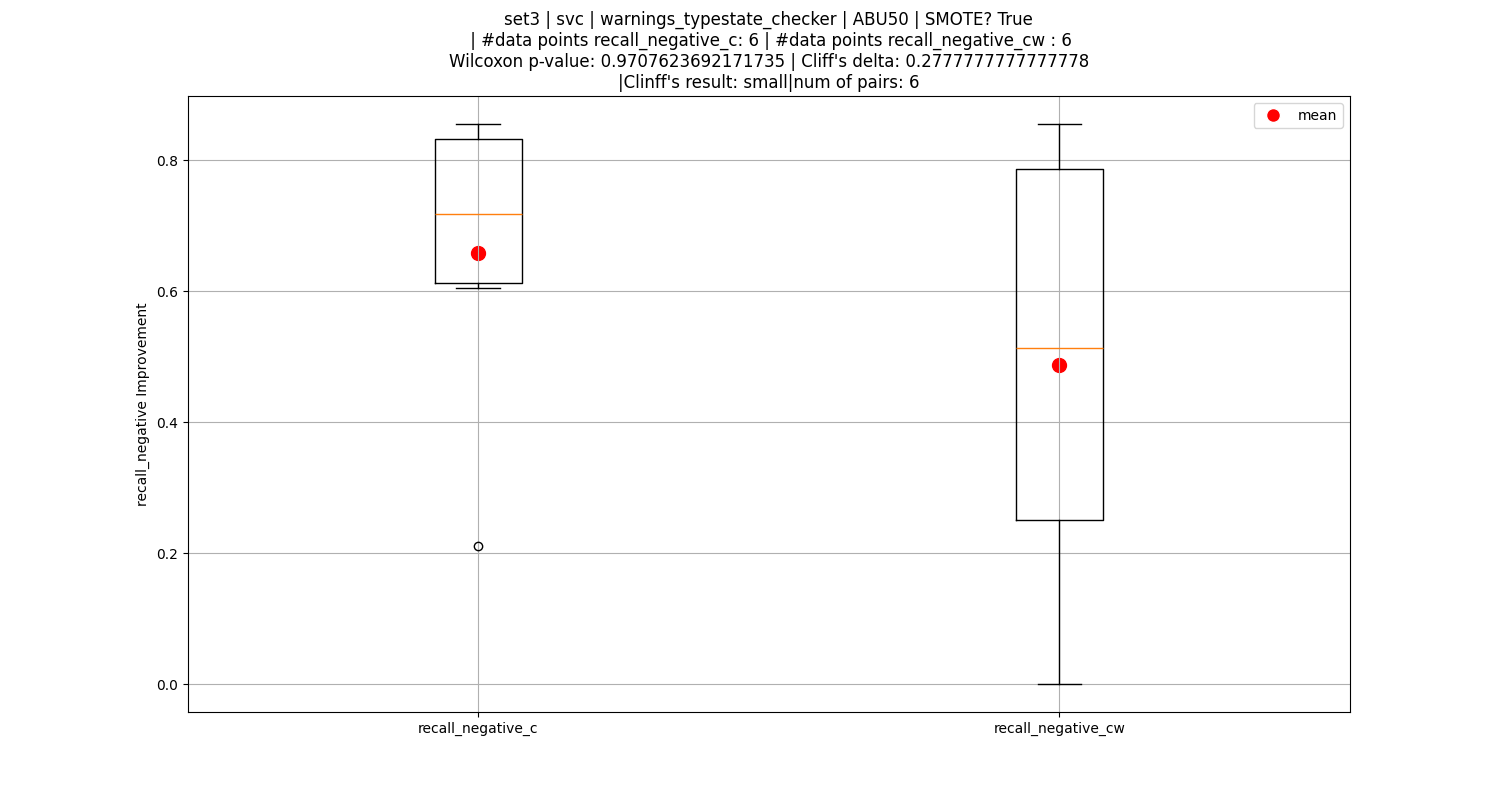 set3 | svc | warnings_typestate_checker | ABU50 | SMOTE? True
| #data points recall_negative_c: 6 | #data points recall_negative_cw : 6
Wilcoxon p-value: 0.9707623692171735 | Cliff's delta: 0.2777777777777778
|Clinff's result: small|num of pairs: 6
mean
0.8
0.6
0.4
0.2
0.0
recall_negative Improvement
recall_negative_c
recall_negative_cw